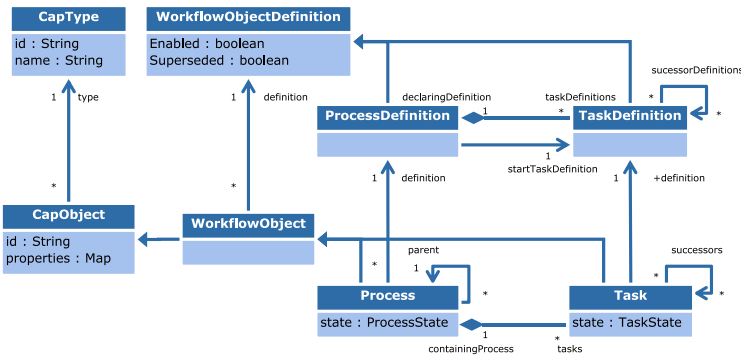 CapType
id : String
name : String
WorkflowObjectDefinition
Enabled : boolean
Superseded : boolean
sucessorDefinitions
1
type
1
definition
declaringDefinition
taskDefinitions
*
ProcessDefinition
1
*
TaskDefinition
*
1
startTaskDefinition
*
*
1
definition
1
+definition
CapObject
id : String
properties : Map
WorkflowObject
parent
successors
*
1
*
Process
state : ProcessState
*
Task
state : TaskState
*
1
containingProcess
*
tasks